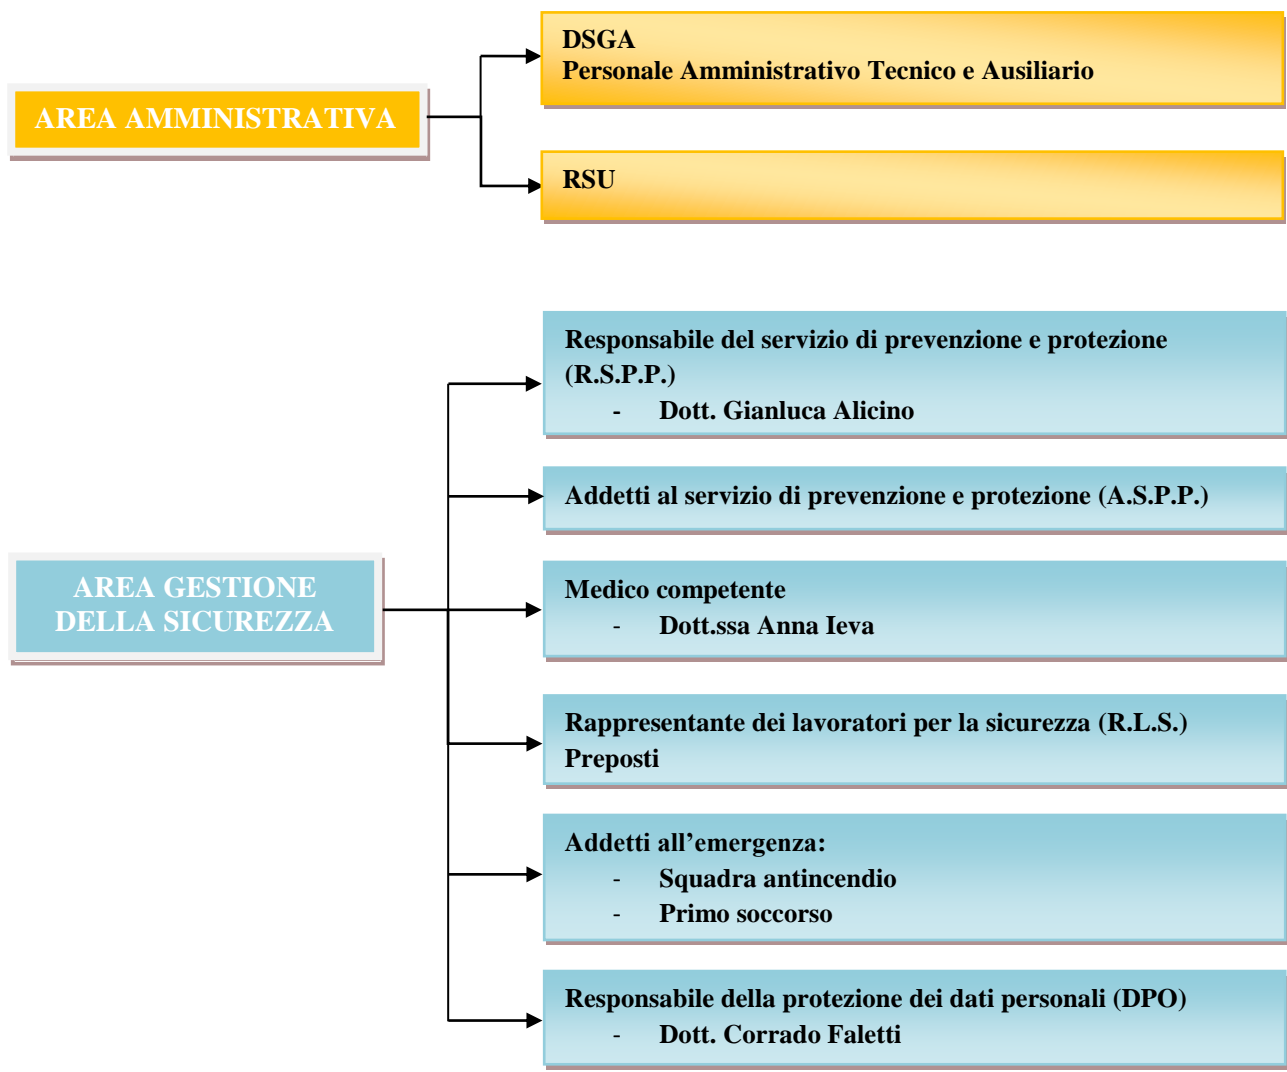 AREA AMMINISTRATIVA
DSGA
Personale Amministrativo Tecnico e Ausiliario
RSU
AREA GESTIONE
DELLA SICUREZZA
Responsabile del servizio di prevenzione e protezione
(R.S.P.P.)
- Dott. Gianluca Alicino
Addetti al servizio di prevenzione e protezione (A.S.P.P.)
Medico competente
- Dott.ssa Anna Ieva
Rappresentante dei lavoratori per la sicurezza (R.L.S.)
Preposti
Addetti all’emergenza:
- Squadra antincendio
- Primo soccorso
Responsabile della protezione dei dati personali (DPO)
- Dott. Corrado Faletti